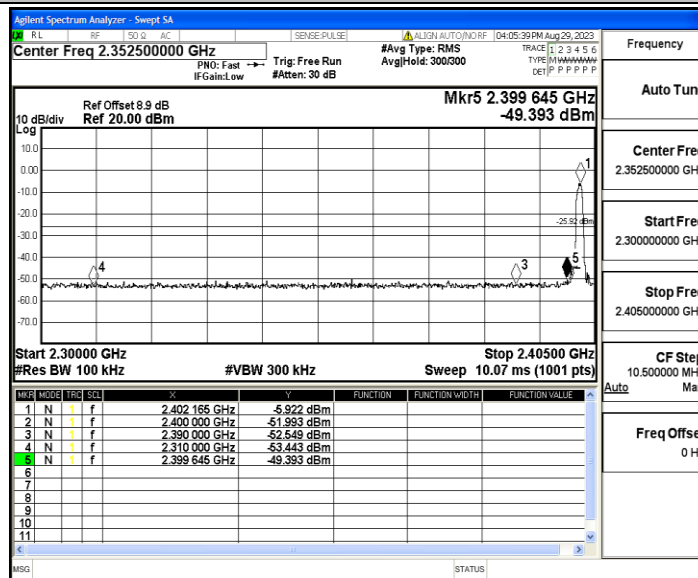 Agilent Spectrum Analyzer - Swept SA
RL RF 50 Ω AC SENSE:PULSE ALIGN AUTO/NO RF 04:05:39 PM Aug 29, 2023
Center Freq 2.352500000 GHz
PNO: Fast
IFGain:Low
Trig: Free Run
#Atten: 30 dB
#Avg Type: RMS
Avg|Hold: 300/300
TRACE 1 2 3 4 5 6
TYPE M
DET P P P P P P
Mkr5 2.399 645 GHz
-49.393 dBm
Ref Offset 8.9 dB
10 dB/div Ref 20.00 dBm
Log
10.0
0.00
-10.0
-20.0
-30.0
-40.0
-50.0
-60.0
-70.0
1
-25.92 dBm
4
3
5
Start 2.30000 GHz Stop 2.40500 GHz
#Res BW 100 kHz #VBW 300 kHz Sweep 10.07 ms (1001 pts)
MKR MODE TRC SCL X Y FUNCTION FUNCTION WIDTH FUNCTION VALUE
1 N 1 f 2.402 165 GHz -5.922 dBm
2 N 1 f 2.400 000 GHz -51.993 dBm
3 N 1 f 2.390 000 GHz -52.549 dBm
4 N 1 f 2.310 000 GHz -53.443 dBm
5 N 1 f 2.399 645 GHz -49.393 dBm
6
7
8
9
10
11
MSG STATUS
Frequency
Auto Tun
Center Fre
2.352500000 GH
Start Fre
2.300000000 GH
Stop Fre
2.405000000 GH
CF Ste
10.500000 MH
Auto Ma
Freq Offse
0 H